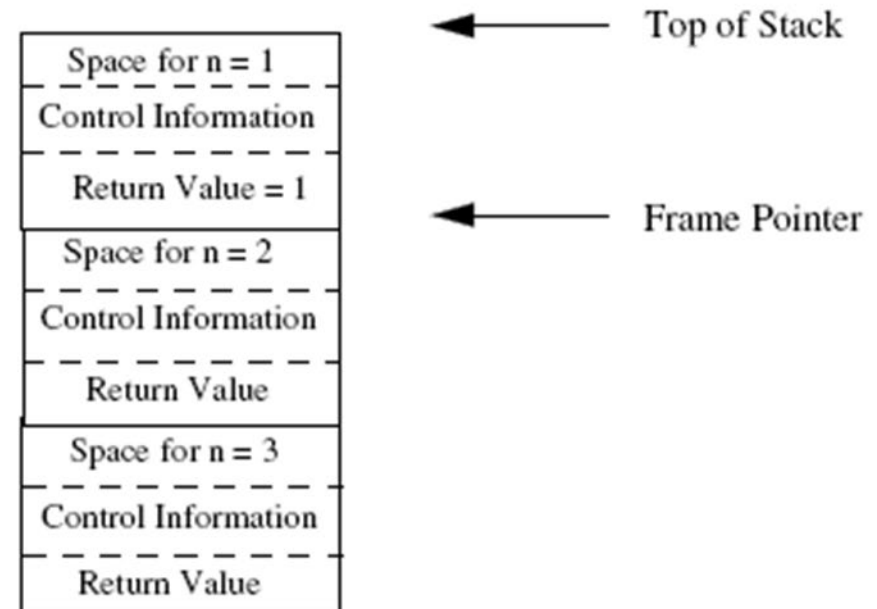 Top of Stack
Space for n = 1
Control Information
Return Value = 1
Frame Pointer
Space for n = 2
Control Information
Return Value
Space for n = 3
Control Information
Return Value